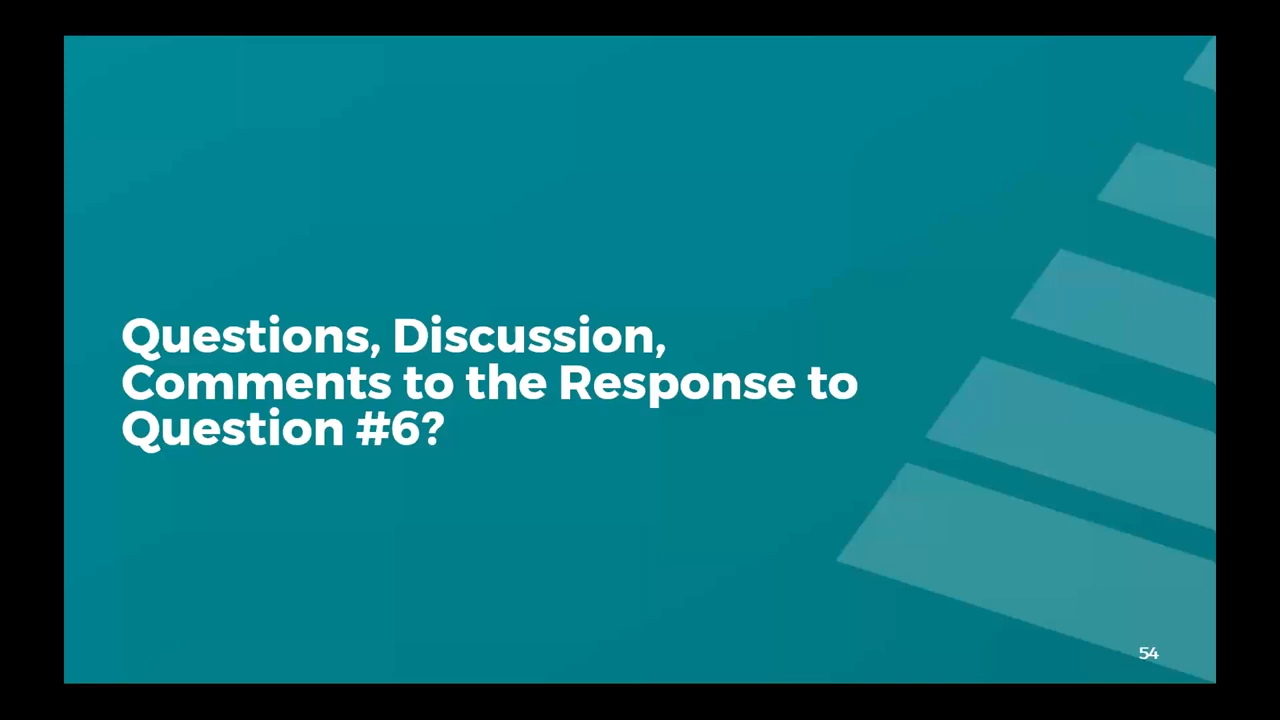 Questions, Discussion,
Comments to the Response to
Question #6?
54